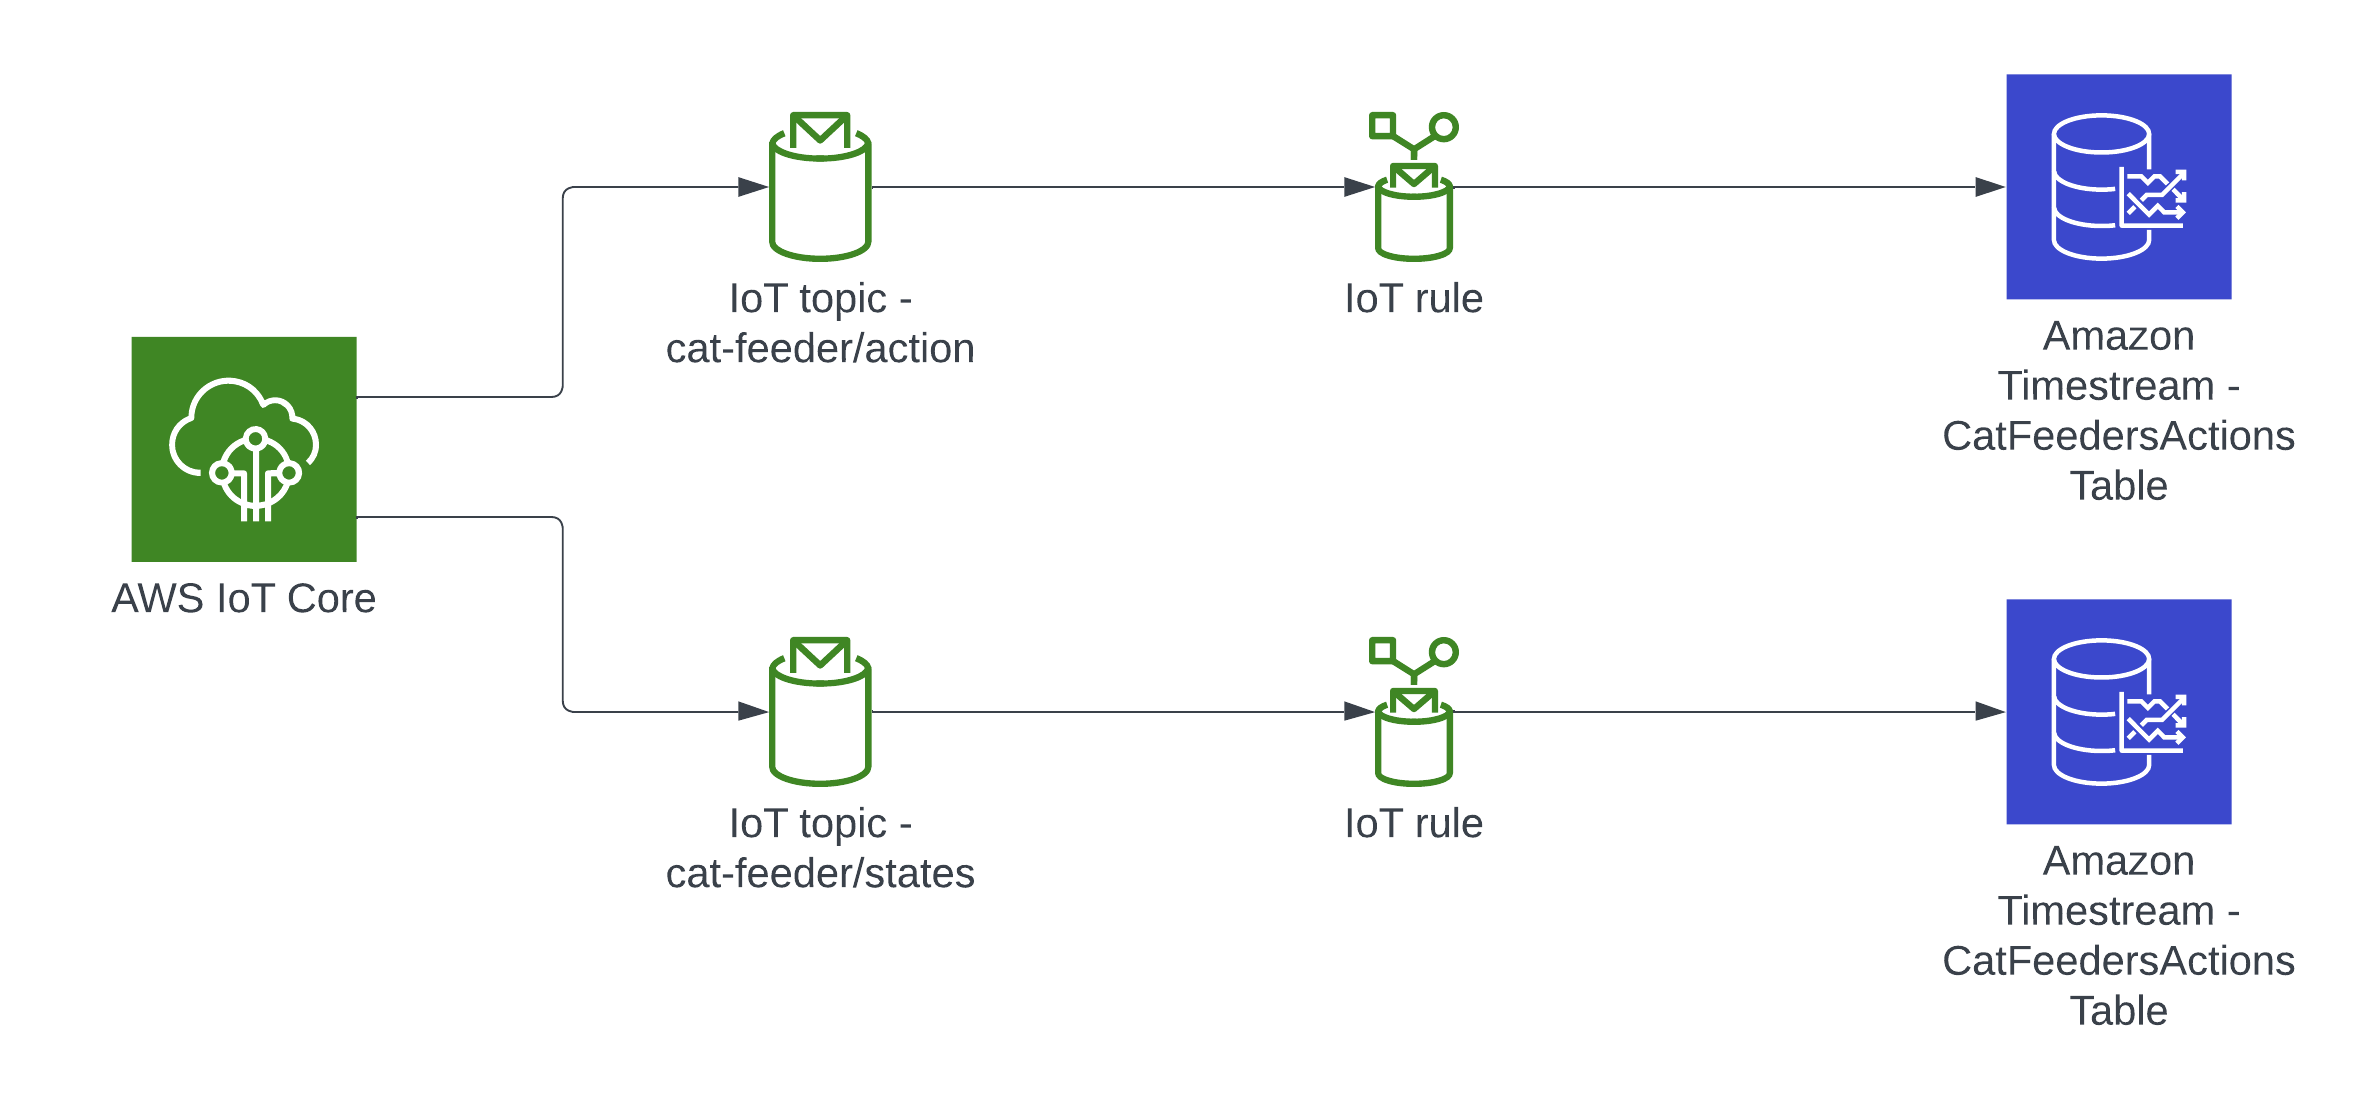 IoT topic -
cat-feeder/action
IoT rule
Amazon
Timestream -
CatFeedersActions
Table
AWS IoT Core
IoT topic -
cat-feeder/states
IoT rule
Amazon
Timestream -
CatFeedersActions
Table